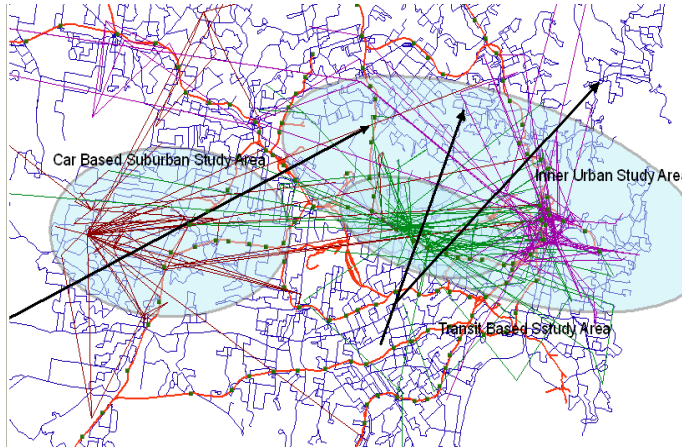 Car Based Suburban Study Area
Inner Urban Study Area
Transit Based Sstudy Area